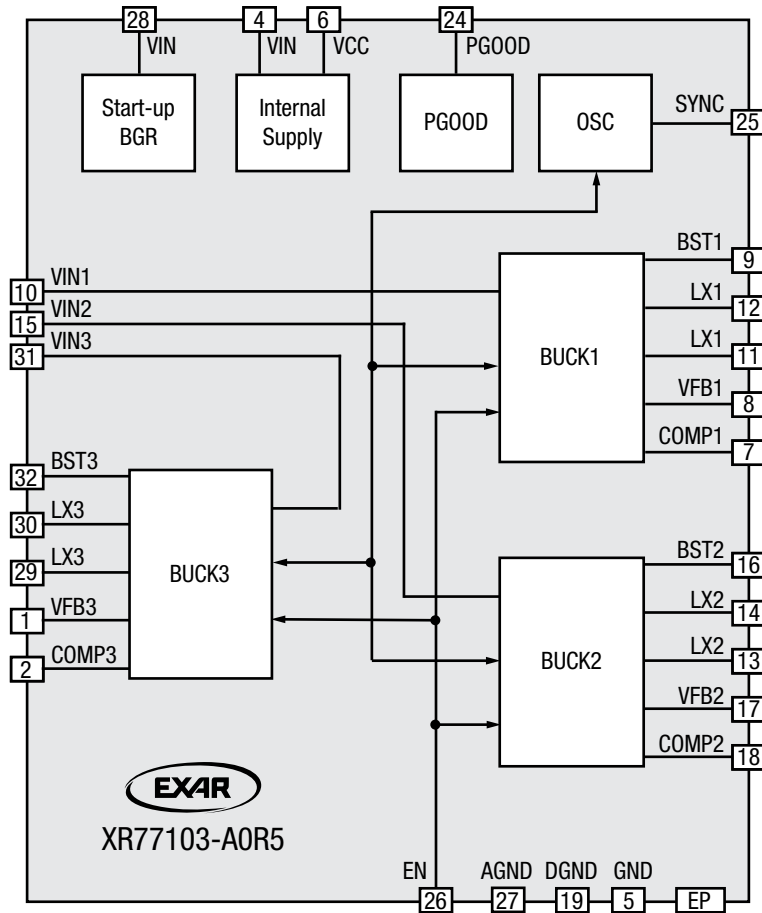 28 4 6 24
VIN VIN VCC PGOOD
Start-up
BGR
Internal
Supply
PGOOD
OSC
SYNC
25
10 VIN1
15 VIN2
31 VIN3
BUCK1
BST1 9
LX1 12
LX1 11
VFB1 8
COMP1 7
32 BST3
30 LX3
29 LX3
1 VFB3
2 COMP3
BUCK3
BUCK2
BST2 16
LX2 14
LX2 13
VFB2 17
COMP2 18
EXAR
XR77103-A0R5
EN AGND DGND GND
26 27 19 5 EP